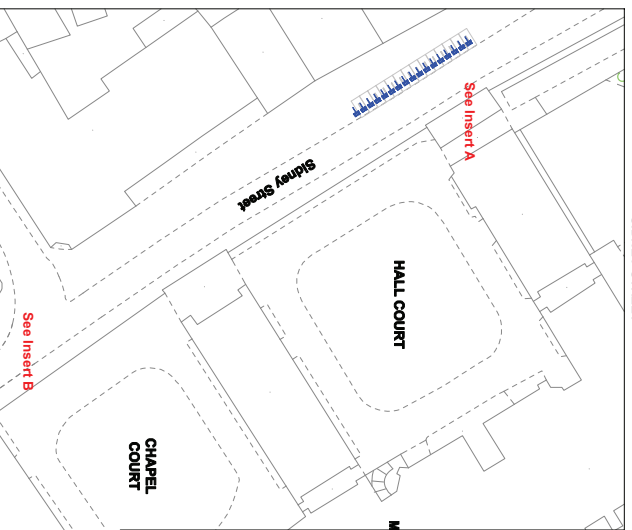 See Insert A
Sidney Street
HALL COURT
See Insert B
CHAPEL
COURT
M